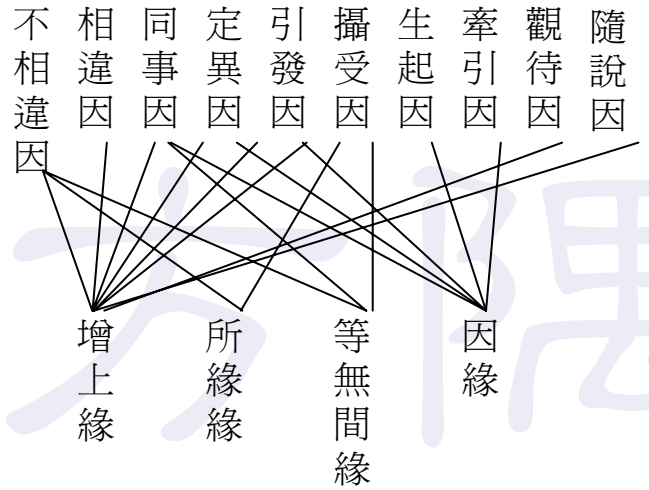 隨說因
觀待因
牽引因
生起因
攝受因
引發因
定異因
同事因
相違因
不相違因
因緣
等無間緣
所緣緣
增上緣
方隅